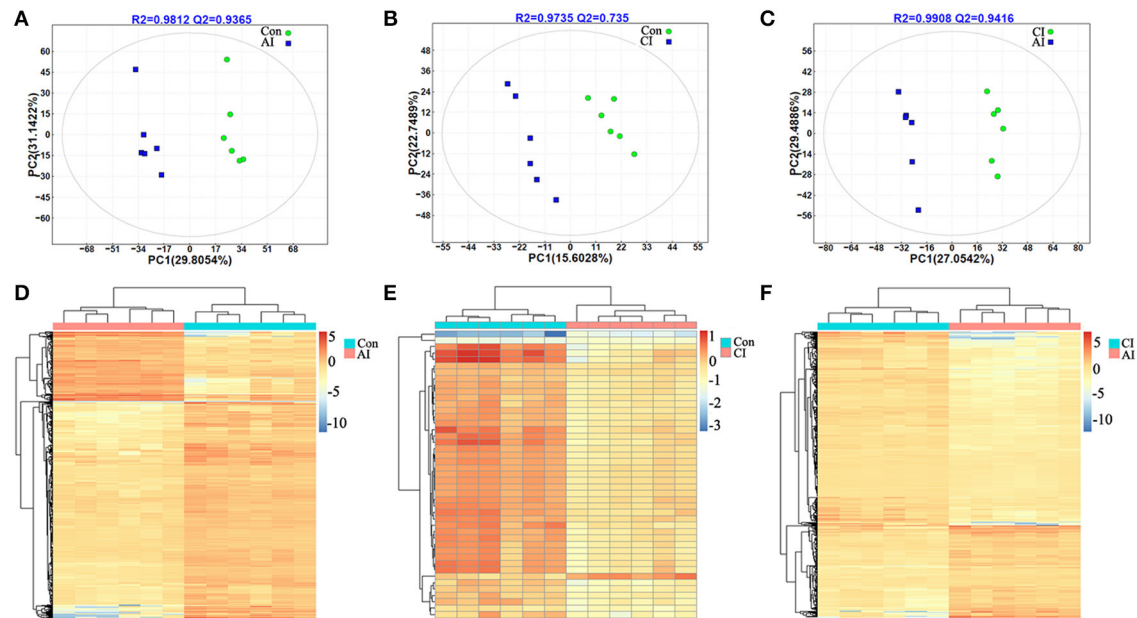 A
R2=0.9812 Q2=0.9365
Con
AI
60
45
30
15
0
−15
−30
−45
−60
PC2(31.1422%)
−68 −51 −34 −17 0 17 34 51 68
PC1(29.8054%)
B
R2=0.9735 Q2=0.735
Con
CI
48
36
24
12
0
−12
−24
−36
−48
PC2(22.7489%)
−55 −44 −33 −22 −11 0 11 22 33 44 55
PC1(15.6028%)
C
R2=0.9908 Q2=0.9416
CI
AI
56
42
28
14
0
−14
−28
−42
−56
PC2(29.4886%)
−80 −64 −48 −32 −16 0 16 32 48 64 80
PC1(27.0542%)
D
5
0
−5
−10
Con
AI
E
1
0
−1
−2
−3
Con
CI
F
5
0
−5
−10
CI
AI